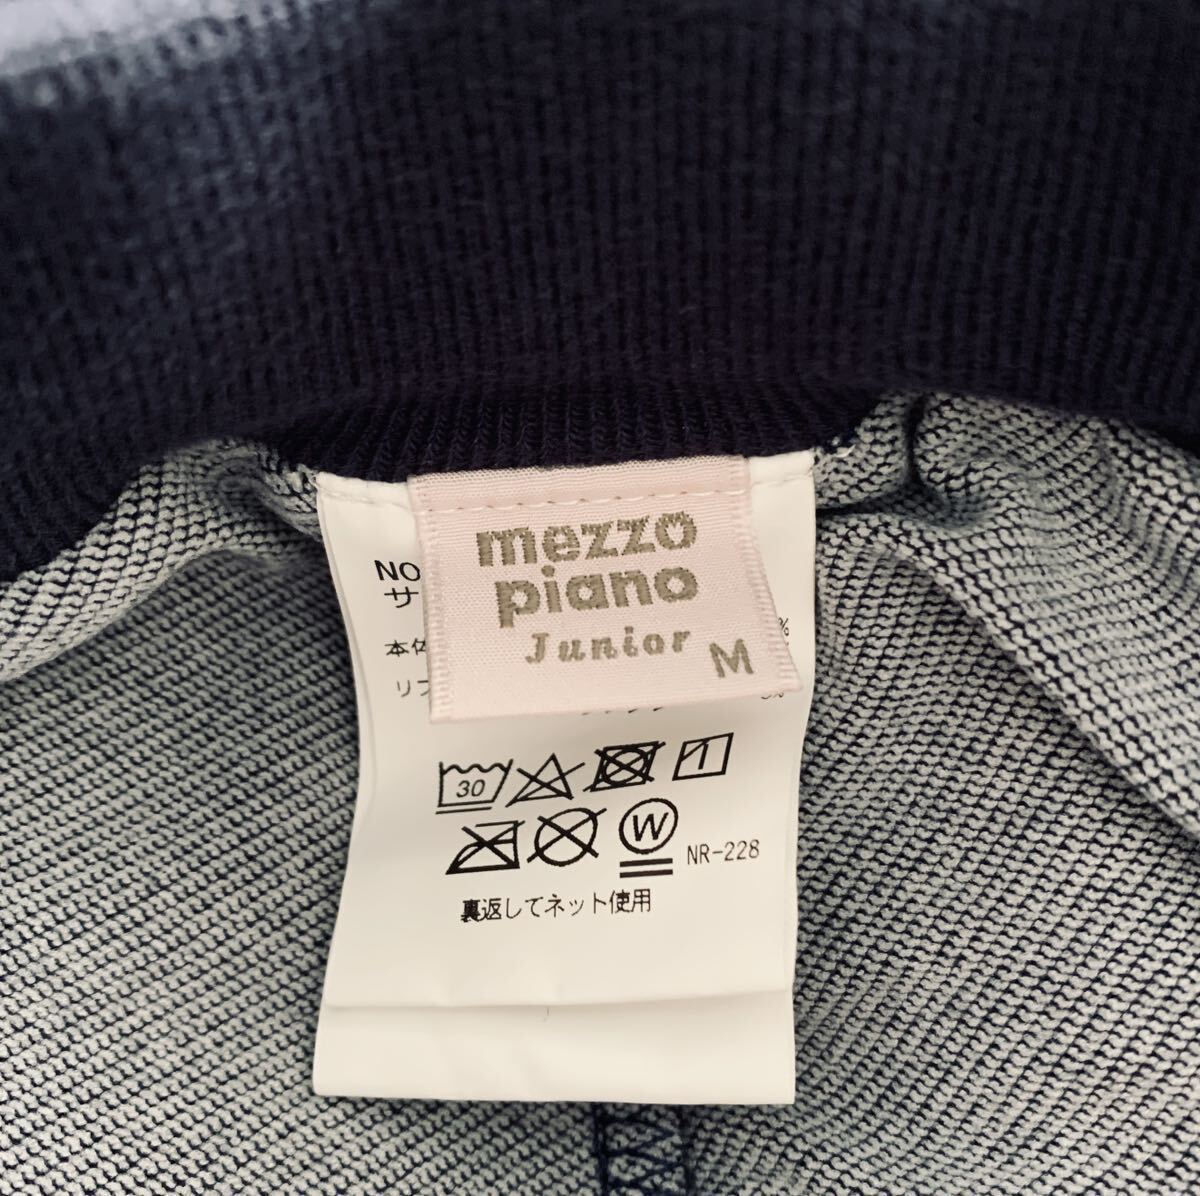 mezzo
piano
Junior M
NO
サ
%
本体
リブ
%
30
W NR-228
裏返してネット使用